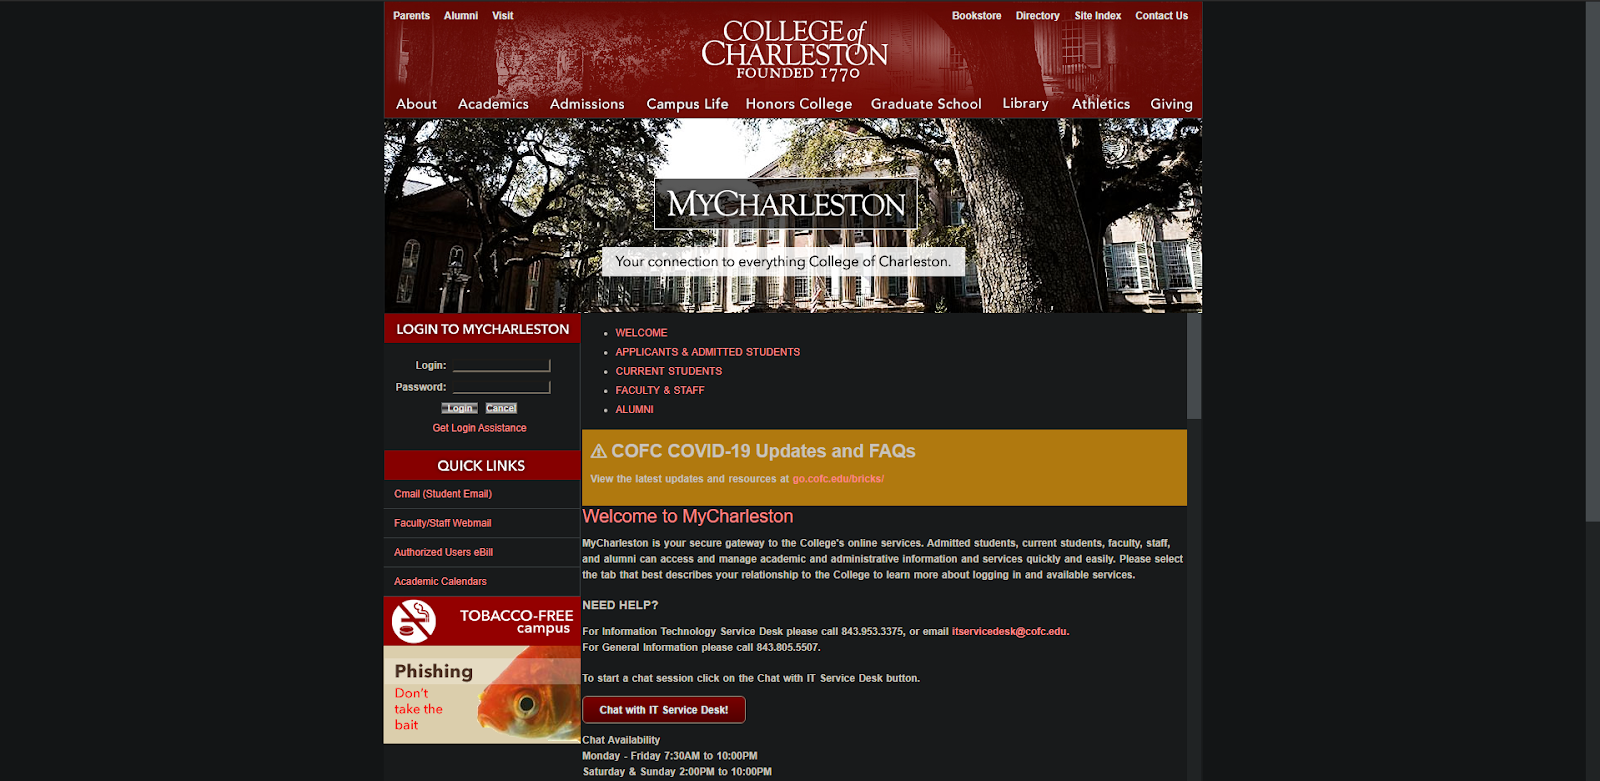 Parents Alumni Visit
Bookstore Directory Site Index Contact Us
COLLEGE of
CHARLESTON
FOUNDED 1770
About Academics Admissions Campus Life Honors College Graduate School Library Athletics Giving
MYCHARLESTON
Your connection to everything College of Charleston.
LOGIN TO MYCHARLESTON
Login:
Password:
Login Cancel
Get Login Assistance
QUICK LINKS
Cmail (Student Email)
Faculty/Staff Webmail
Authorized Users eBill
Academic Calendars
TOBACCO-FREE
campus
Phishing
Don't
take the
bait
WELCOME
APPLICANTS & ADMITTED STUDENTS
CURRENT STUDENTS
FACULTY & STAFF
ALUMNI
COFC COVID-19 Updates and FAQs
View the latest updates and resources at go.cofc.edu/bricks/
Welcome to MyCharleston
MyCharleston is your secure gateway to the College's online services. Admitted students, current students, faculty, staff,
and alumni can access and manage academic and administrative information and services quickly and easily. Please select
the tab that best describes your relationship to the College to learn more about logging in and available services.
NEED HELP?
For Information Technology Service Desk please call 843.953.3375, or email itservicedesk@cofc.edu.
For General Information please call 843.805.5507.
To start a chat session click on the Chat with IT Service Desk button.
Chat with IT Service Desk!
Chat Availability
Monday - Friday 7:30AM to 10:00PM
Saturday & Sunday 2:00PM to 10:00PM